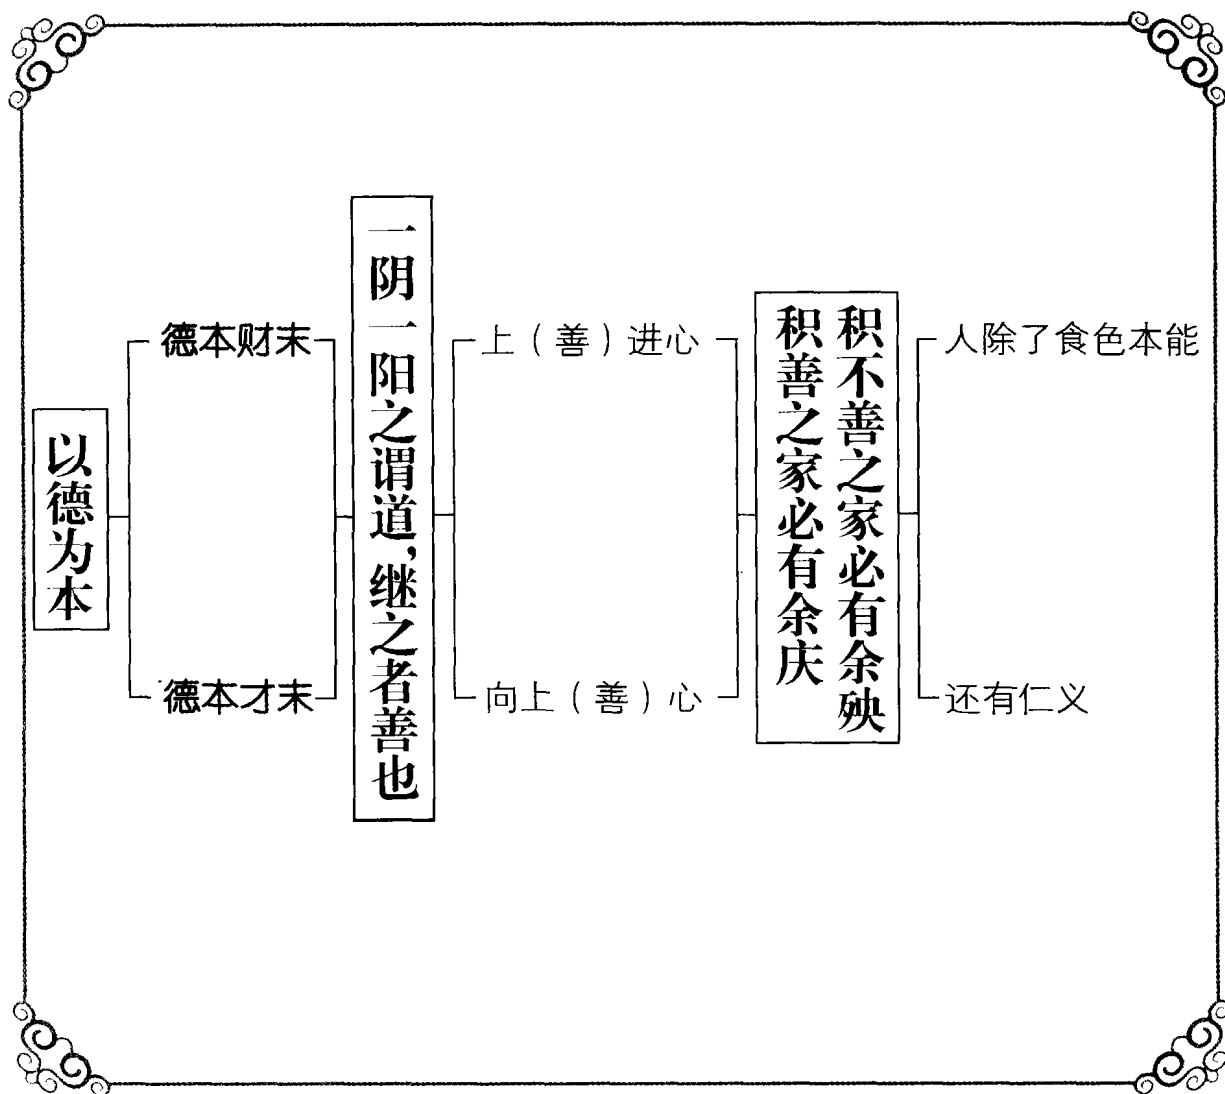 以德为本
德本财末
德本才末
一阴一阳之谓道，继之者善也
上（善）进心
向上（善）心
积不善之家必有余殃
积善之家必有余庆
人除了食色本能
还有仁义